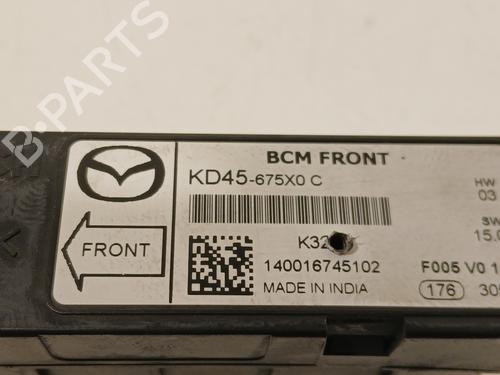 B-PARTS
BCM FRONT
KD45-675X0 C
HW
03
SW
15.0
FRONT
K32
140016745102
F005 V0 1
MADE IN INDIA
176
305